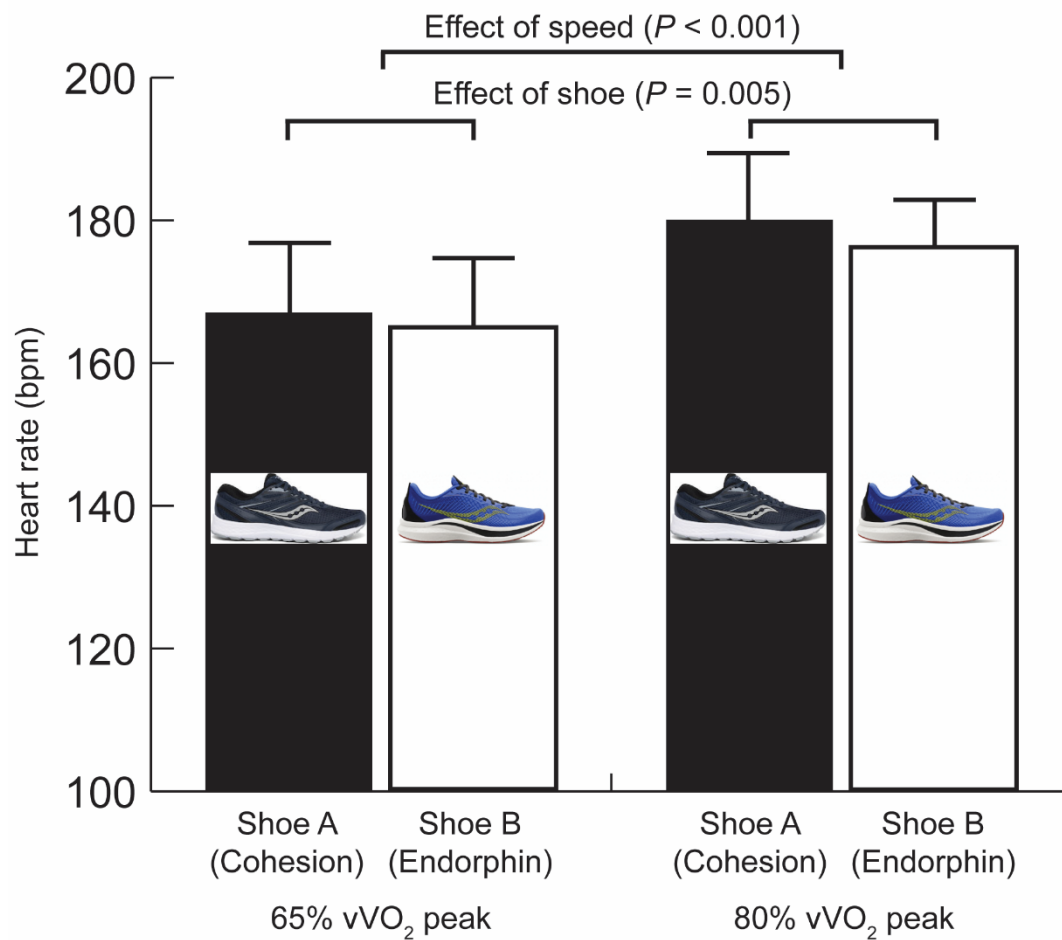 Effect of speed (P < 0.001)
Effect of shoe (P = 0.005)
Heart rate (bpm)
200
180
160
140
120
100
Shoe A
(Cohesion)
Shoe B
(Endorphin)
Shoe A
(Cohesion)
Shoe B
(Endorphin)
65% vVO₂ peak
80% vVO₂ peak